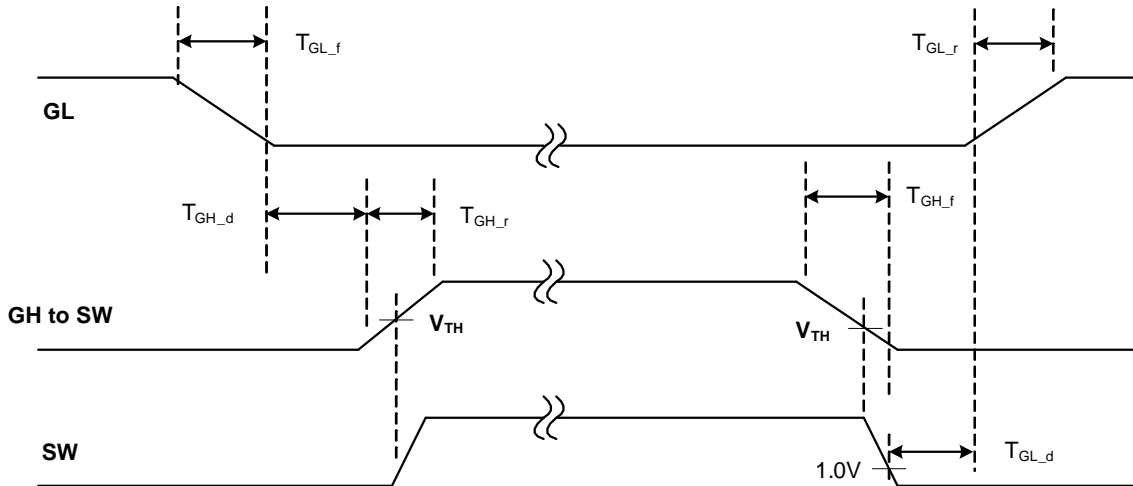 T_GL_f
T_GL_r
GL
T_GH_d
T_GH_r
T_GH_f
GH to SW
V_TH
V_TH
SW
1.0V
T_GL_d